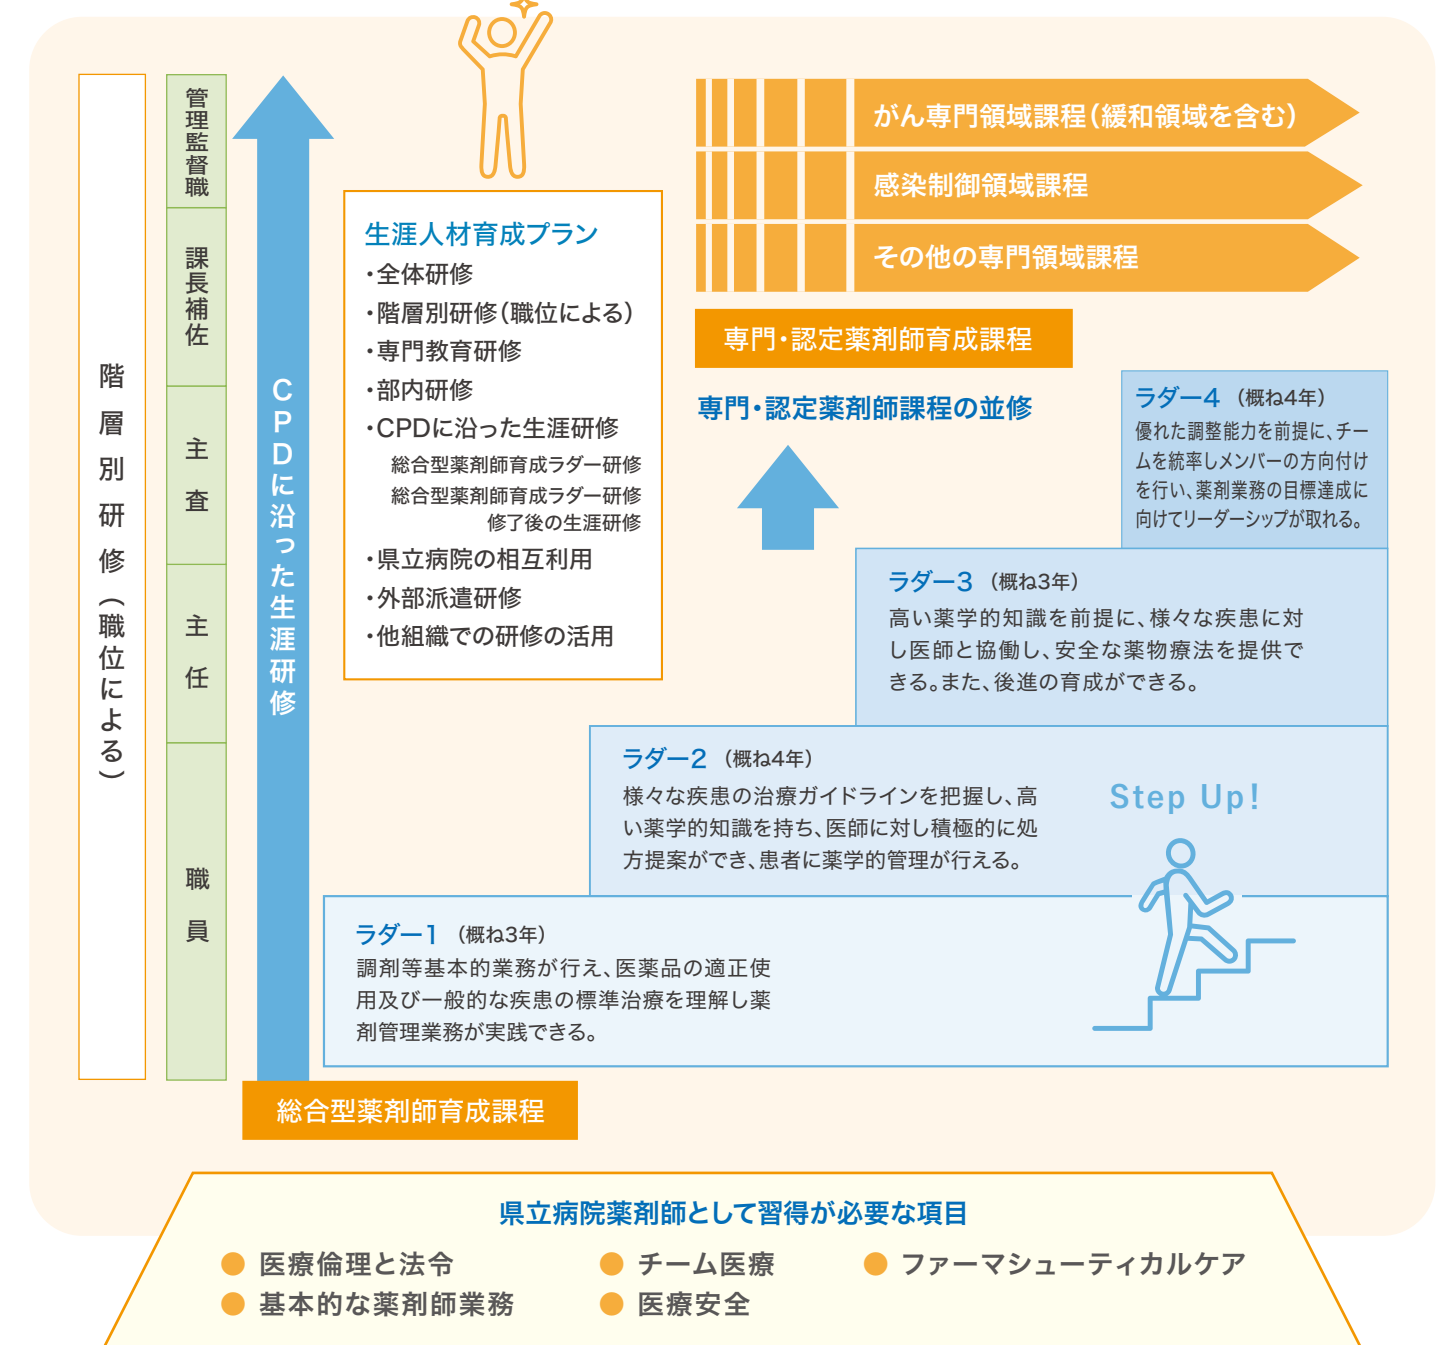 階層別研修（職位による）
管理監督職
課長補佐
主査
主任
職員
CPDに沿った生涯研修
生涯人材育成プラン
・全体研修
・階層別研修（職位による）
・専門教育研修
・部内研修
・CPDに沿った生涯研修
総合型薬剤師育成ラダー研修
総合型薬剤師育成ラダー研修
修了後の生涯研修
・県立病院の相互利用
・外部派遣研修
・他組織での研修の活用
がん専門領域課程（緩和領域を含む）
感染制御領域課程
その他の専門領域課程
専門・認定薬剤師育成課程
専門・認定薬剤師課程の並修
ラダー4（概ね4年）
優れた調整能力を前提に、チー
ムを統率しメンバーの方向付け
を行い、薬剤業務の目標達成に
向けてリーダーシップが取れる。
ラダー3（概ね3年）
高い薬学的知識を前提に、様々な疾患に対
し医師と協働し、安全な薬物療法を提供で
きる。また、後進の育成ができる。
ラダー2（概ね4年）
様々な疾患の治療ガイドラインを把握し、高
い薬学的知識を持ち、医師に対し積極的に処
方提案ができ、患者に薬学的管理が行える。
Step Up!
ラダー1（概ね3年）
調剤等基本的業務が行え、医薬品の適正使
用及び一般的な疾患の標準治療を理解し薬
剤管理業務が実践できる。
総合型薬剤師育成課程
県立病院薬剤師として習得が必要な項目
● 医療倫理と法令
● チーム医療
● ファーマシューティカルケア
● 基本的な薬剤師業務
● 医療安全